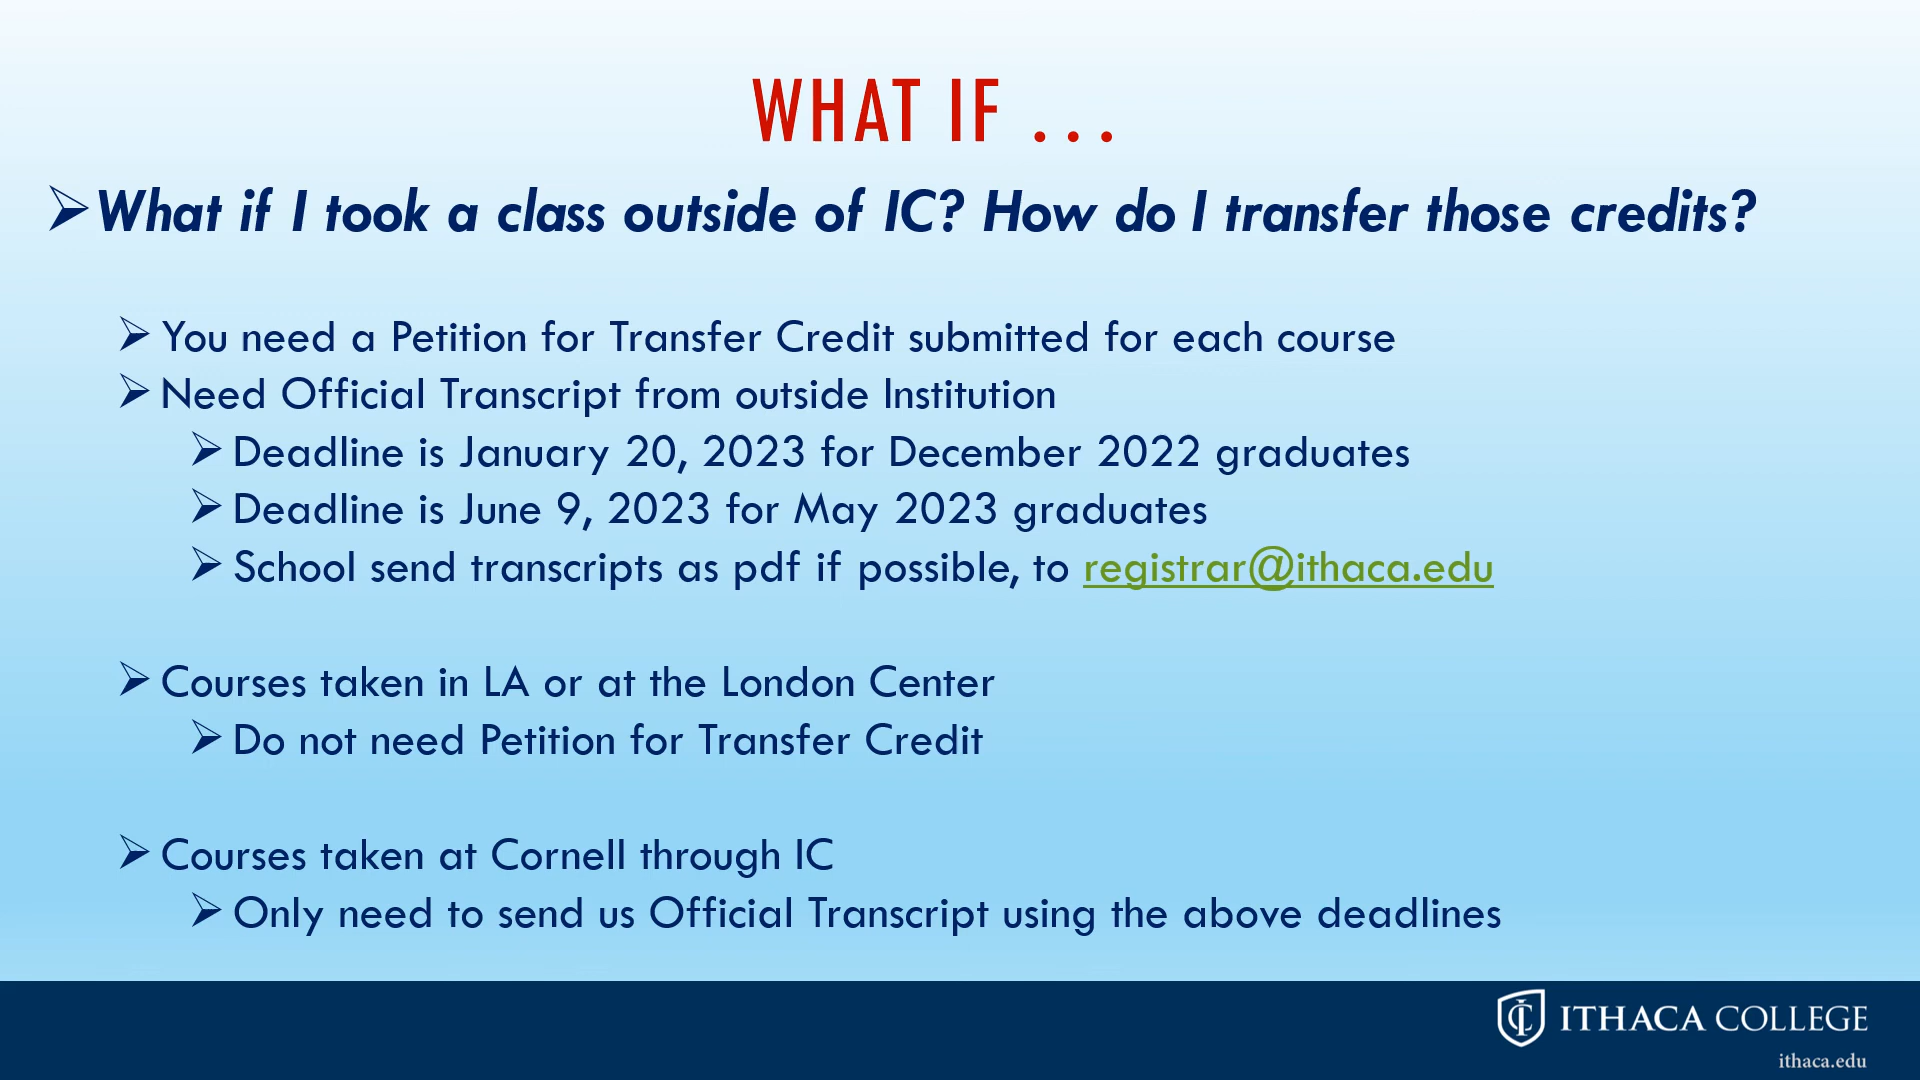 WHAT IF ...
➢What if I took a class outside of IC? How do I transfer those credits?
➢You need a Petition for Transfer Credit submitted for each course
➢Need Official Transcript from outside Institution
➢Deadline is January 20, 2023 for December 2022 graduates
➢Deadline is June 9, 2023 for May 2023 graduates
➢School send transcripts as pdf if possible, to registrar@ithaca.edu
➢Courses taken in LA or at the London Center
➢Do not need Petition for Transfer Credit
➢Courses taken at Cornell through IC
➢Only need to send us Official Transcript using the above deadlines
IC ITHACA COLLEGE
ithaca.edu